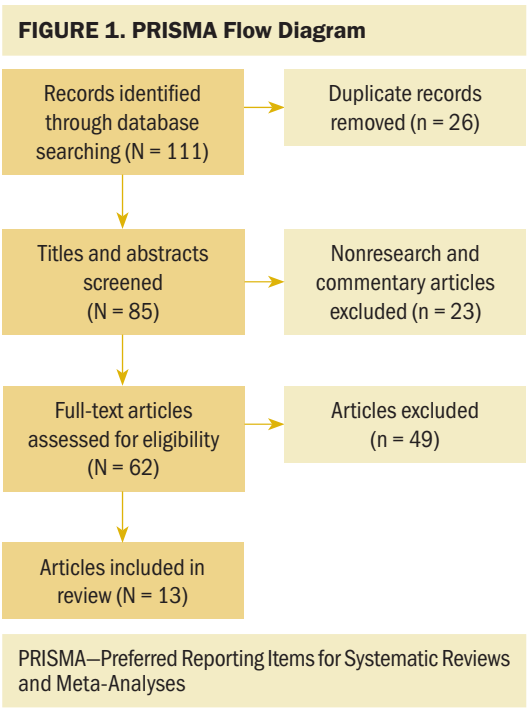 FIGURE 1. PRISMA Flow Diagram
Records identified
through database
searching (N = 111)
Duplicate records
removed (n = 26)
Titles and abstracts
screened
(N = 85)
Nonresearch and
commentary articles
excluded (n = 23)
Full-text articles
assessed for eligibility
(N = 62)
Articles excluded
(n = 49)
Articles included in
review (N = 13)
PRISMA—Preferred Reporting Items for Systematic Reviews
and Meta-Analyses